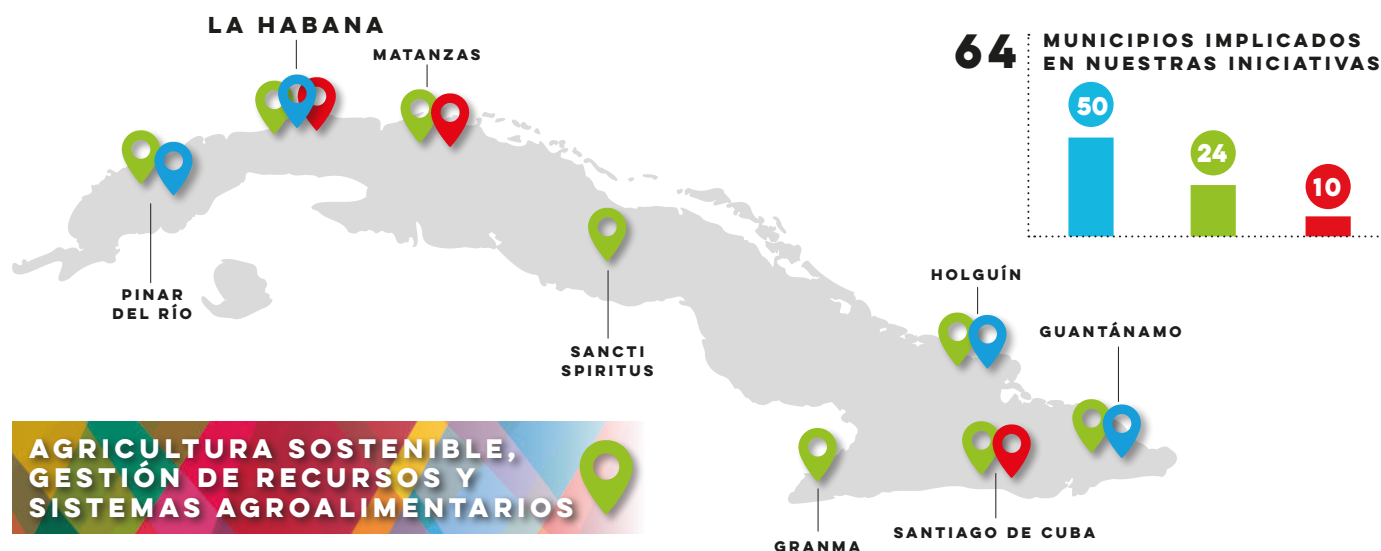 LA HABANA
MATANZAS
64
MUNICIPIOS IMPLICADOS
EN NUESTRAS INICIATIVAS
50
24
10
PINAR
DEL RÍO
SANCTI
SPIRITUS
HOLGUÍN
GUANTÁNAMO
AGRICULTURA SOSTENIBLE,
GESTIÓN DE RECURSOS Y
SISTEMAS AGROALIMENTARIOS
GRANMA
SANTIAGO DE CUBA